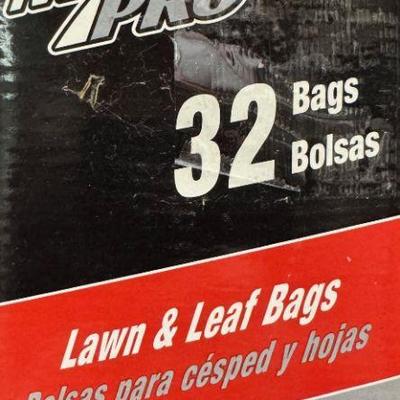 PRO
32 Bags
Bolsas
Lawn & Leaf Bags
Bolsas para césped y hojas